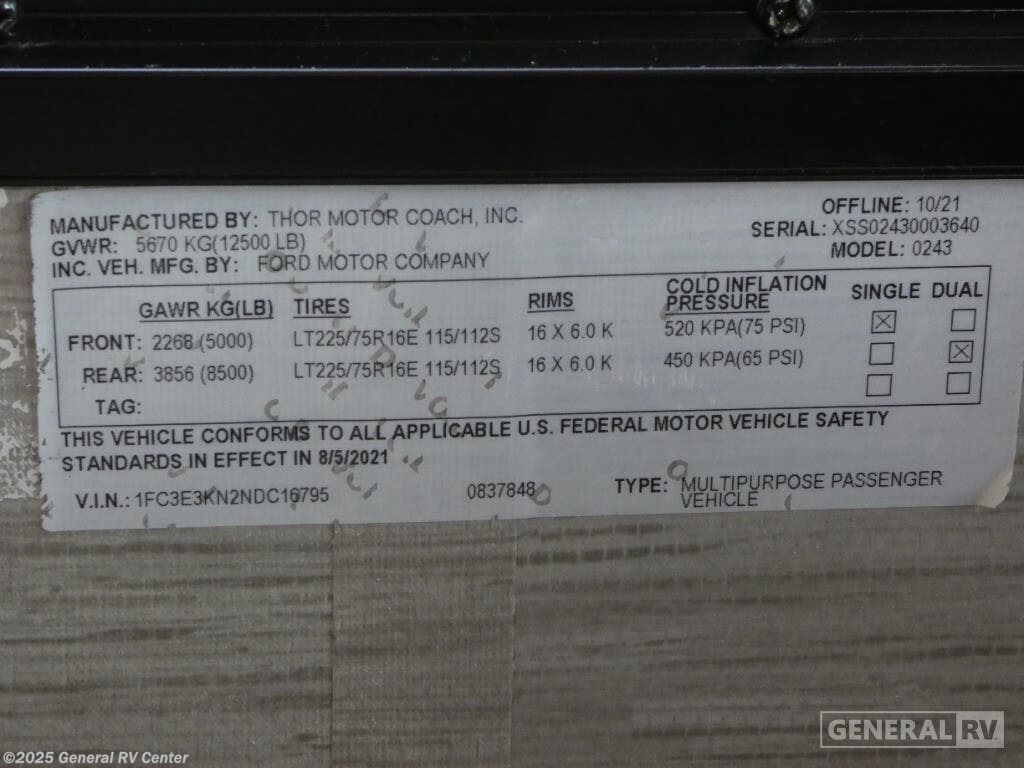 MANUFACTURED BY: THOR MOTOR COACH, INC.
OFFLINE: 10/21
GVWR: 5670 KG(12500 LB)
SERIAL: XSS02430003640
INC. VEH. MFG. BY: FORD MOTOR COMPANY
MODEL: 0243
GAWR KG(LB) TIRES RIMS COLD INFLATION PRESSURE SINGLE DUAL
FRONT: 2268 (5000) LT225/75R16E 115/112S 16 X 6.0 K 520 KPA(75 PSI) ☒ ☐
REAR: 3856 (8500) LT225/75R16E 115/112S 16 X 6.0 K 450 KPA(65 PSI) ☐ ☒
TAG: ☐ ☐
THIS VEHICLE CONFORMS TO ALL APPLICABLE U.S. FEDERAL MOTOR VEHICLE SAFETY
STANDARDS IN EFFECT IN 8/5/2021
V.I.N.: 1FC3E3KN2NDC16795 0837848 TYPE: MULTIPURPOSE PASSENGER
VEHICLE
GENERAL RV
©2025 General RV Center